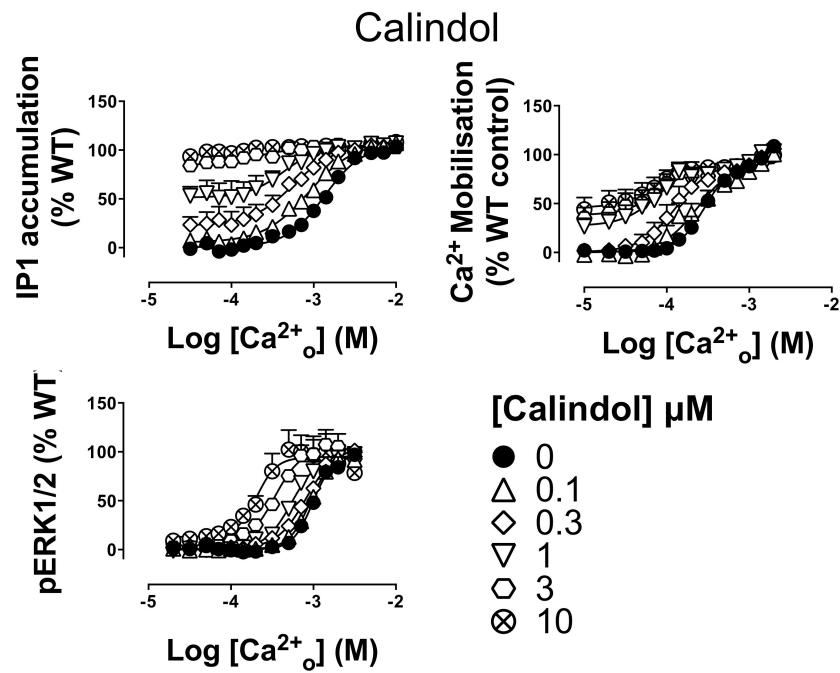 Calindol
IP1 accumulation
(% WT)
150
100
50
0
-5 -4 -3 -2
Log [Ca²⁺ₒ] (M)
Ca²⁺ Mobilisation
(% WT control)
150
100
50
0
-5 -4 -3 -2
Log [Ca²⁺ₒ] (M)
pERK1/2 (% WT
150
100
50
0
-5 -4 -3 -2
Log [Ca²⁺ₒ] (M)
[Calindol] µM
0
0.1
0.3
1
3
10